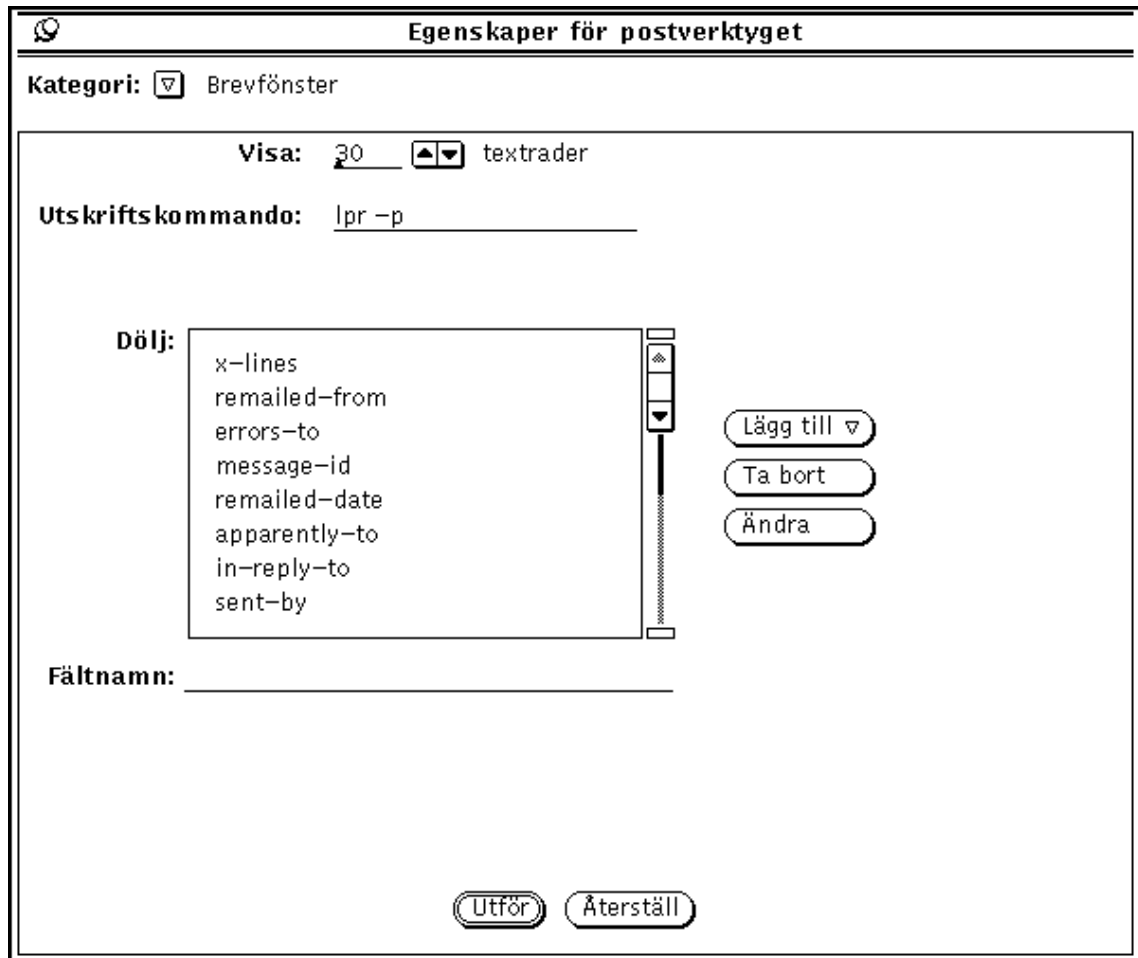 Egenskaper för postverktyget
Kategori: Brevfönster
Visa: 30 textrader
Utskriftskommando: lpr –p
Dölj:
x–lines
remailed–from
errors–to
message–id
remailed–date
apparently–to
in–reply–to
sent–by
Lägg till
Ta bort
Ändra
Fältnamn:
Utför Återställ